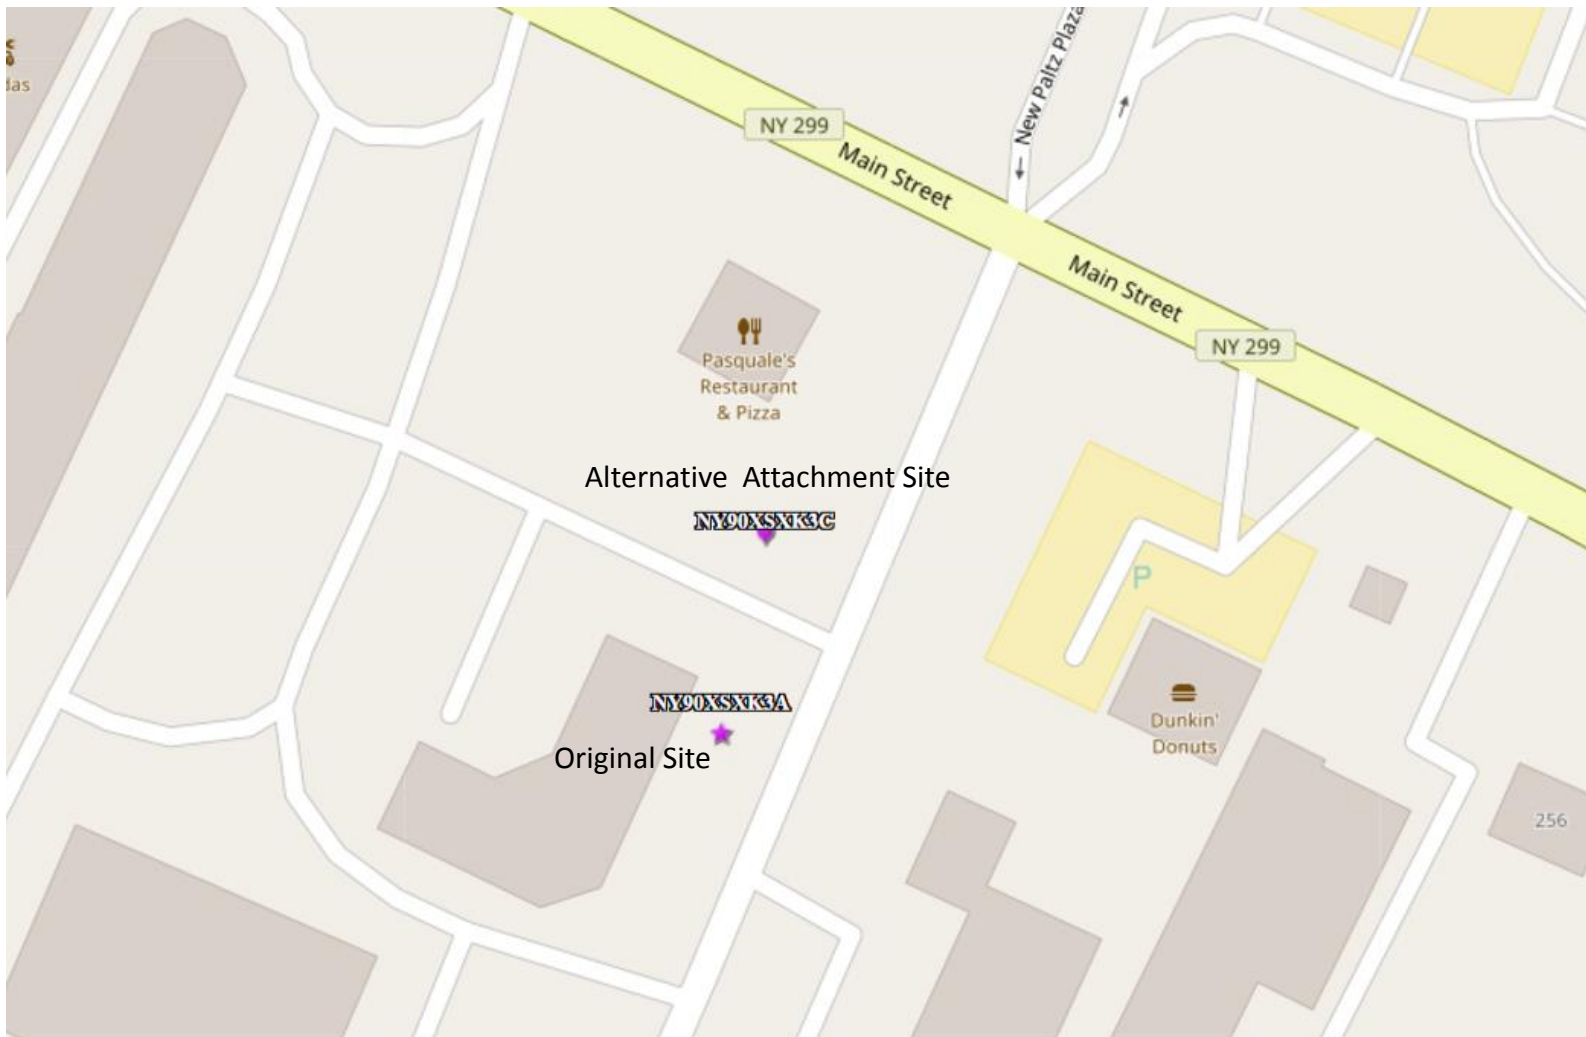 das
New Paltz Plaza
NY 299
Main Street
Main Street
NY 299
Pasquale's
Restaurant
& Pizza
Alternative Attachment Site
NY90XSXK3C
P
NY90XSXK3A
Original Site
Dunkin'
Donuts
256